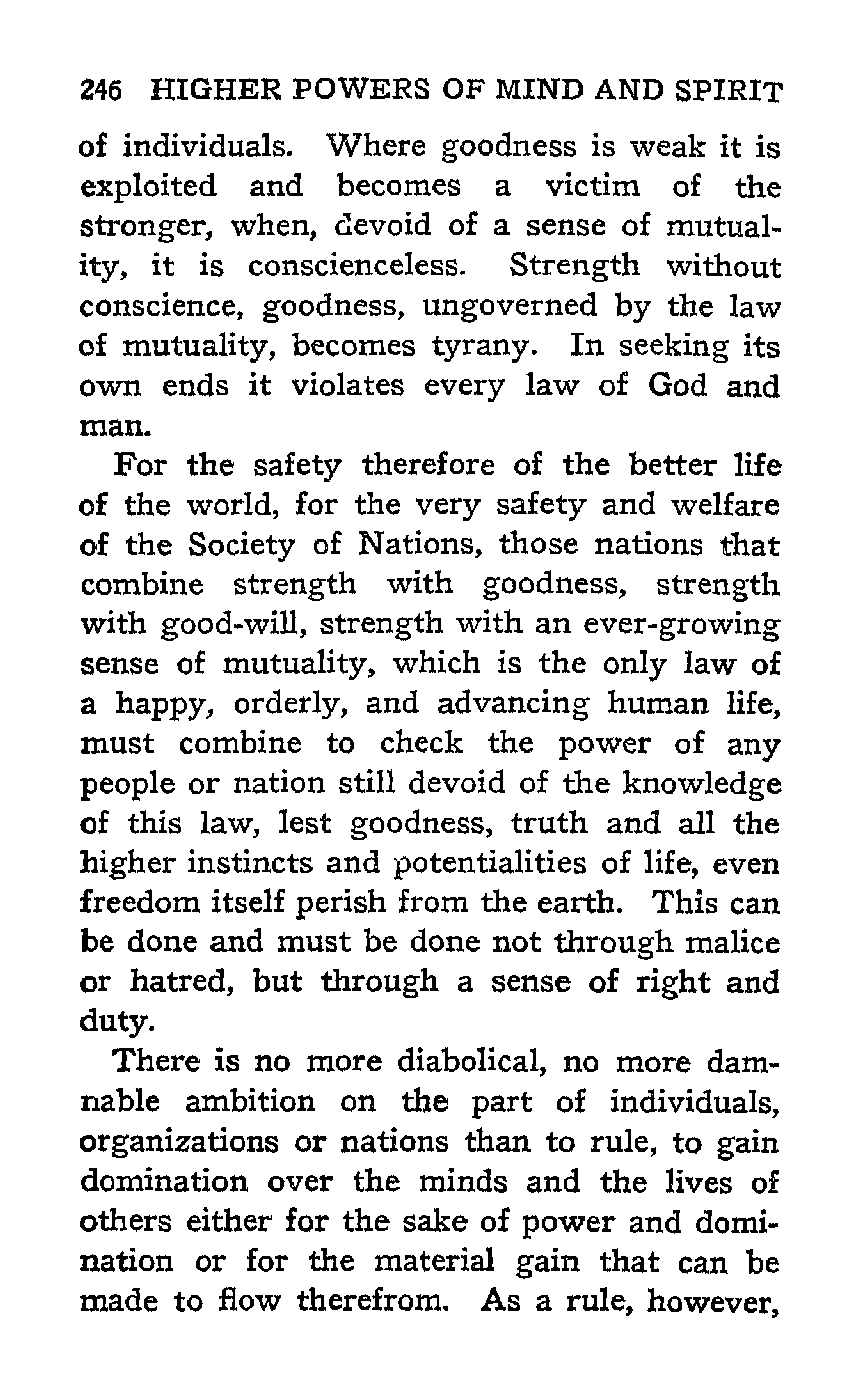 246 HIGHER POWERS OF MIND AND SPIRIT
of individuals. Where goodness is weak it is
exploited and becomes a victim of the
stronger, when, devoid of a sense of mutual-
ity, it is conscienceless. Strength without
conscience, goodness, ungoverned by the law
of mutuality, becomes tyrany. In seeking its
own ends it violates every law of God and
man.
For the safety therefore of the better life
of the world, for the very safety and welfare
of the Society of Nations, those nations that
combine strength with goodness, strength
with good-will, strength with an ever-growing
sense of mutuality, which is the only law of
a happy, orderly, and advancing human life,
must combine to check the power of any
people or nation still devoid of the knowledge
of this law, lest goodness, truth and all the
higher instincts and potentialities of life, even
freedom itself perish from the earth. This can
be done and must be done not through malice
or hatred, but through a sense of right and
duty.
There is no more diabolical, no more dam-
nable ambition on the part of individuals,
organizations or nations than to rule, to gain
domination over the minds and the lives of
others either for the sake of power and domi-
nation or for the material gain that can be
made to flow therefrom. As a rule, however,